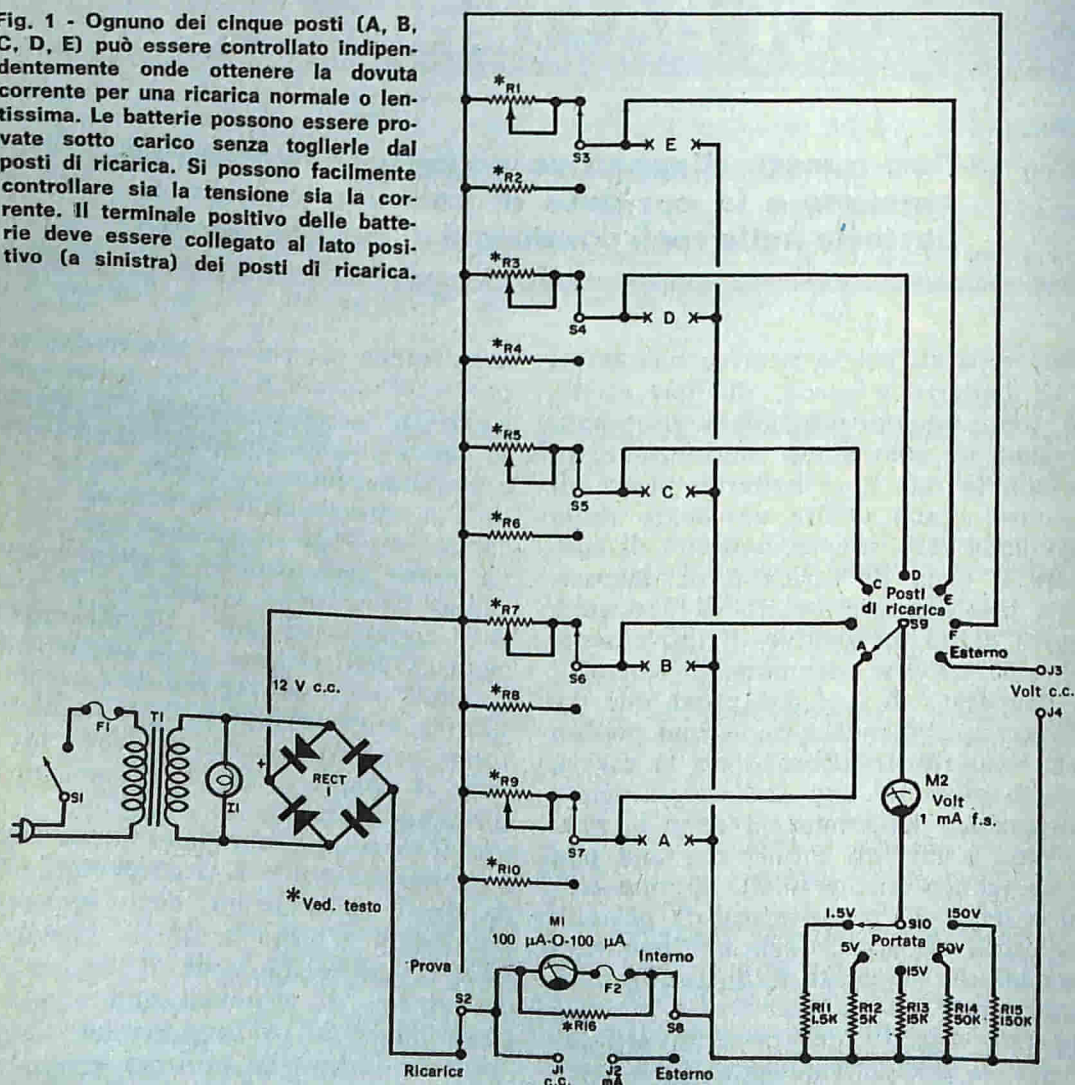 Fig. 1 - Ognuno dei cinque posti (A, B,
C, D, E) può essere controllato indipen-
dentemente onde ottenere la dovuta
corrente per una ricarica normale o len-
tissima. Le batterie possono essere pro-
vate sotto carico senza toglierle dal
posti di ricarica. Si possono facilmente
controllare sia la tensione sia la cor-
rente. Il terminale positivo delle batte-
rie deve essere collegato al lato posi-
tivo (a sinistra) dei posti di ricarica.
*R1
S3
E
*R2
*R3
S4
D
*R4
*R5
S5
C
*R6
*R7
S6
B
*R8
*R9
S7
A
*R10
C
D
E
Posti
di ricarica
S9
F
A
Esterno
J3
Volt c.c.
J4
12 V c.c.
F1
T1
S1
I1
+
RECT
1
*Ved. testo
M2
Volt
1 mA f.s.
1.5V
S10
150V
Portata
5V
50V
15V
R11
1.5K
R12
5K
R13
15K
R14
50K
R15
150K
M1
100 µA-0-100 µA
Prova
Interno
S2
F2
*R16
S8
Ricarica
J1
c.c.
J2
mA
Esterno